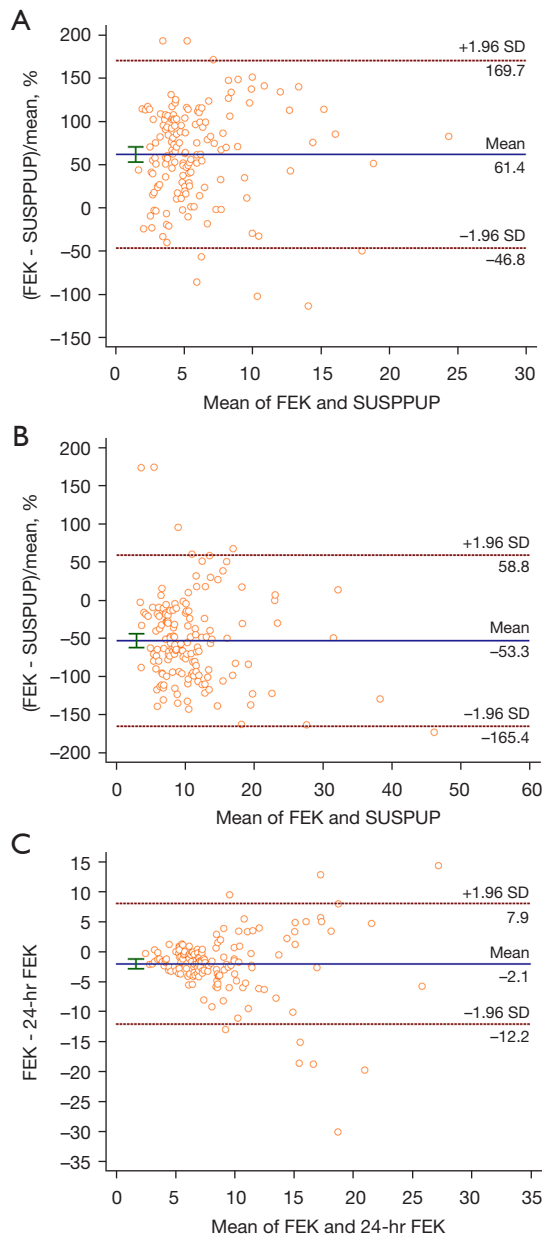 A
200
150
100
50
0
−50
−100
−150
(FEK - SUSPPUP)/mean, %
+1.96 SD
169.7
Mean
61.4
−1.96 SD
−46.8
0 5 10 15 20 25 30
Mean of FEK and SUSPPUP
B
200
150
100
50
0
−50
−100
−150
−200
(FEK - SUSPUP)/mean, %
+1.96 SD
58.8
Mean
−53.3
−1.96 SD
−165.4
0 10 20 30 40 50 60
Mean of FEK and SUSPUP
C
15
10
5
0
−5
−10
−15
−20
−25
−30
−35
FEK - 24-hr FEK
+1.96 SD
7.9
Mean
−2.1
−1.96 SD
−12.2
0 5 10 15 20 25 30 35
Mean of FEK and 24-hr FEK